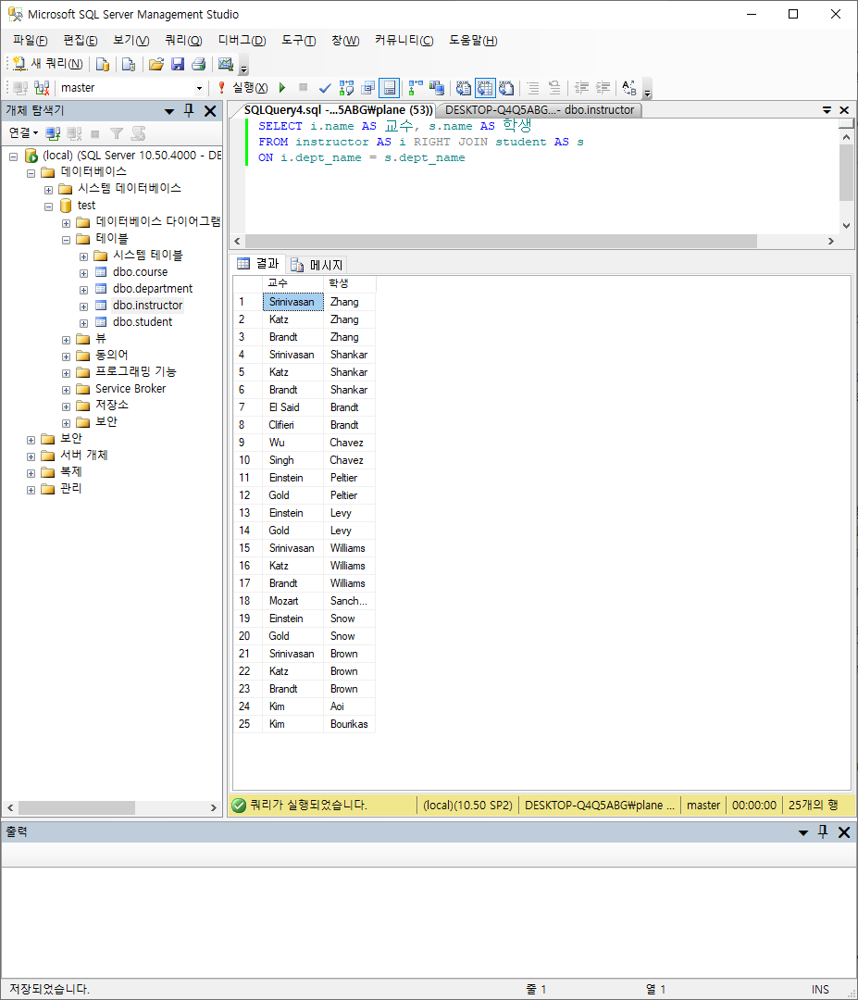 Microsoft SQL Server Management Studio
파일(F) 편집(E) 보기(V) 쿼리(Q) 디버그(D) 도구(T) 창(W) 커뮤니티(C) 도움말(H)
새 쿼리(N)
master 실행(X)
개체 탐색기
연결
(local) (SQL Server 10.50.4000 - DE
데이터베이스
시스템 데이터베이스
test
데이터베이스 다이어그램
테이블
시스템 테이블
dbo.course
dbo.department
dbo.instructor
dbo.student
뷰
동의어
프로그래밍 기능
Service Broker
저장소
보안
보안
서버 개체
복제
관리
SQLQuery4.sql -...5ABG₩plane (53)) DESKTOP-Q4Q5ABG...- dbo.instructor
SELECT i.name AS 교수, s.name AS 학생
FROM instructor AS i RIGHT JOIN student AS s
ON i.dept_name = s.dept_name
결과 메시지
교수 학생
1 Srinivasan Zhang
2 Katz Zhang
3 Brandt Zhang
4 Srinivasan Shankar
5 Katz Shankar
6 Brandt Shankar
7 El Said Brandt
8 Clifieri Brandt
9 Wu Chavez
10 Singh Chavez
11 Einstein Peltier
12 Gold Peltier
13 Einstein Levy
14 Gold Levy
15 Srinivasan Williams
16 Katz Williams
17 Brandt Williams
18 Mozart Sanch...
19 Einstein Snow
20 Gold Snow
21 Srinivasan Brown
22 Katz Brown
23 Brandt Brown
24 Kim Aoi
25 Kim Bourikas
쿼리가 실행되었습니다. (local)(10.50 SP2) DESKTOP-Q4Q5ABG₩plane ... master 00:00:00 25개의 행
출력
저장되었습니다. 줄 1 열 1 INS